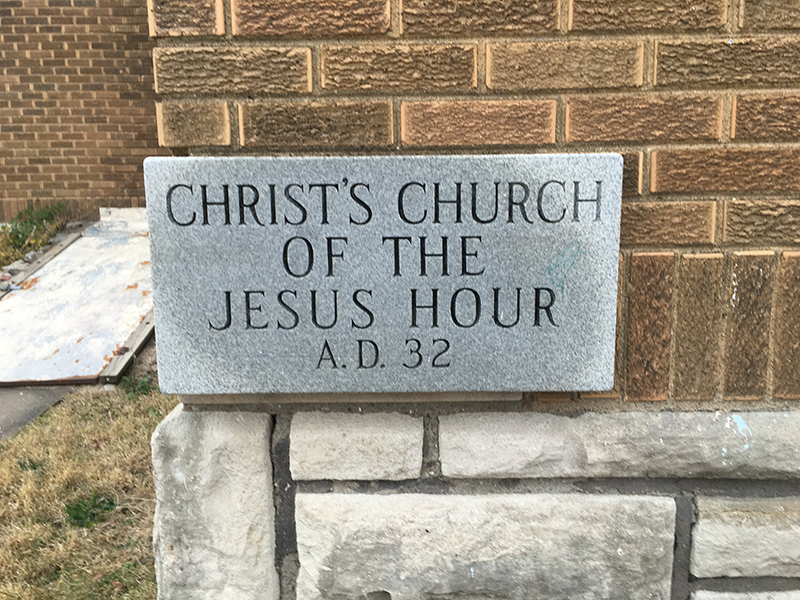 CHRIST'S CHURCH
OF THE
JESUS HOUR
A.D. 32